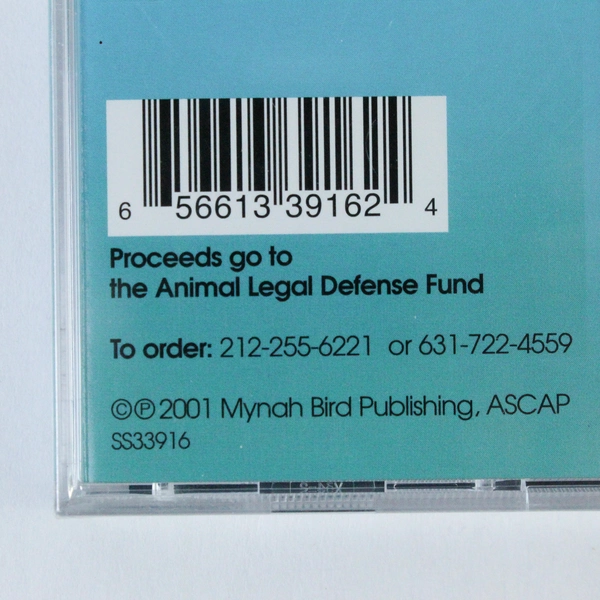 6 56613 39162 4
Proceeds go to
the Animal Legal Defense Fund
To order: 212-255-6221 or 631-722-4559
©℗2001 Mynah Bird Publishing, ASCAP
SS33916